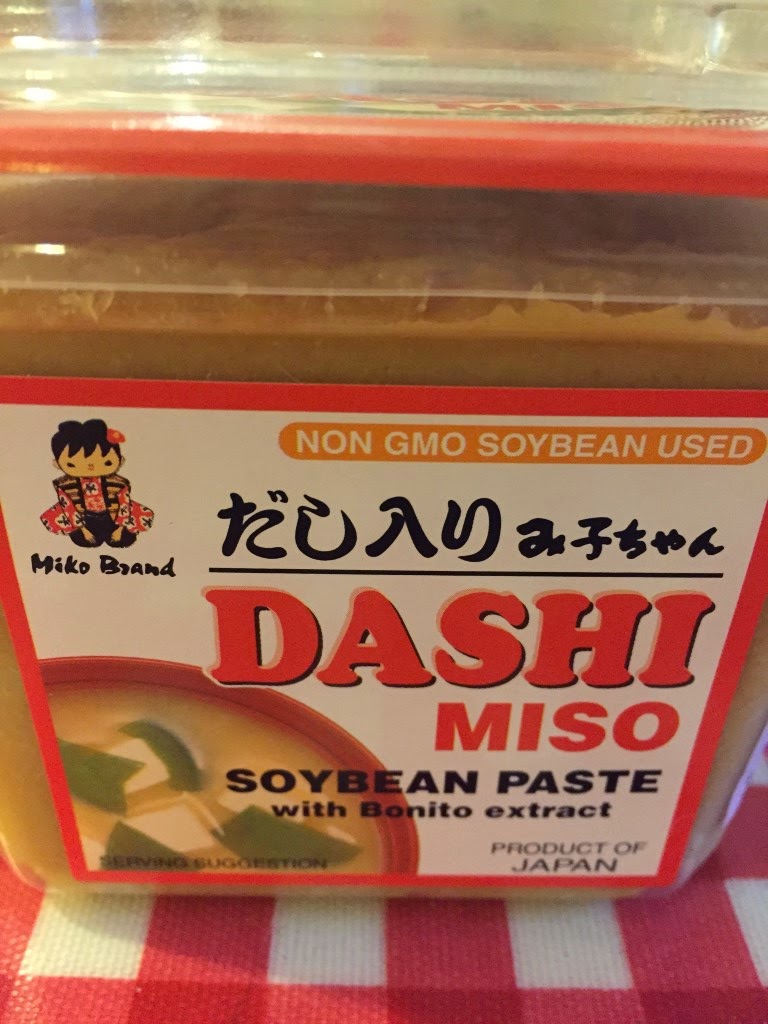 NON GMO SOYBEAN USED
だし入り み子ちゃん
Miko Brand
DASHI
MISO
SOYBEAN PASTE
with Bonito extract
SERVING SUGGESTION
PRODUCT OF
JAPAN